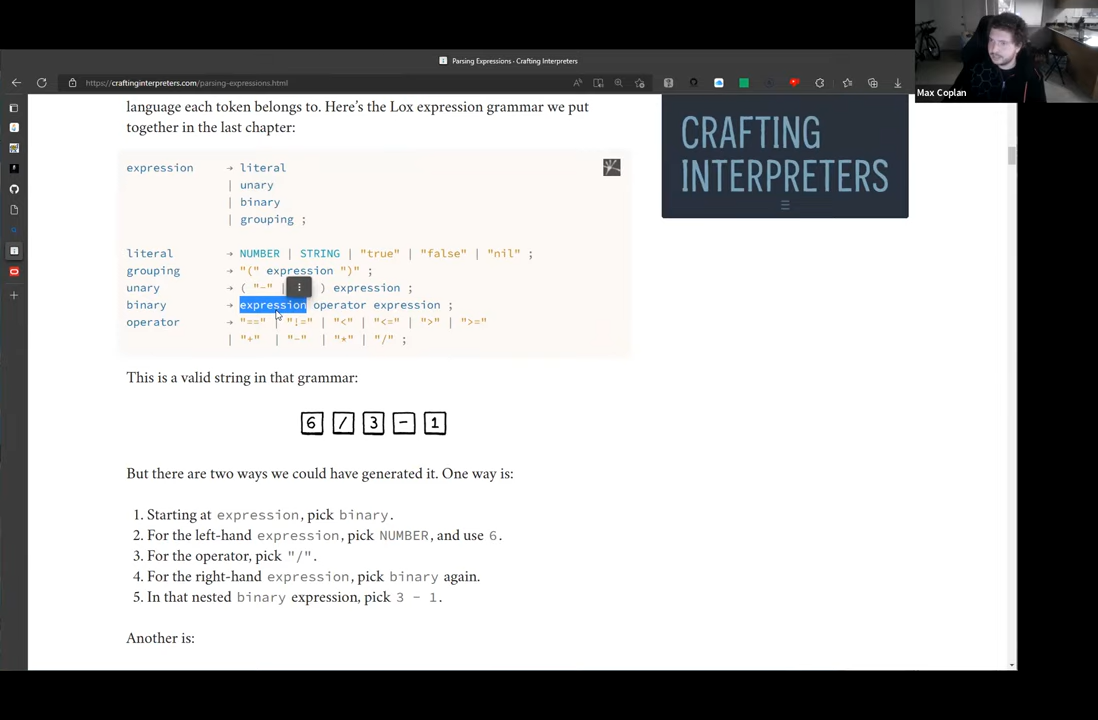 Parsing Expressions - Crafting Interpreters
https://craftinginterpreters.com/parsing-expressions.html
Max Coplan
language each token belongs to. Here's the Lox expression grammar we put
together in the last chapter:
CRAFTING
INTERPRETERS
expression → literal
| unary
| binary
| grouping ;
literal → NUMBER | STRING | "true" | "false" | "nil" ;
grouping → "(" expression ")" ;
unary → ( "-" | ) expression ;
binary → expression operator expression ;
operator → "==" | "!=" | "<" | "<=" | ">" | ">="
| "+" | "-" | "*" | "/" ;
This is a valid string in that grammar:
6 / 3 - 1
But there are two ways we could have generated it. One way is:
1. Starting at expression, pick binary.
2. For the left-hand expression, pick NUMBER, and use 6.
3. For the operator, pick "/".
4. For the right-hand expression, pick binary again.
5. In that nested binary expression, pick 3 - 1.
Another is: